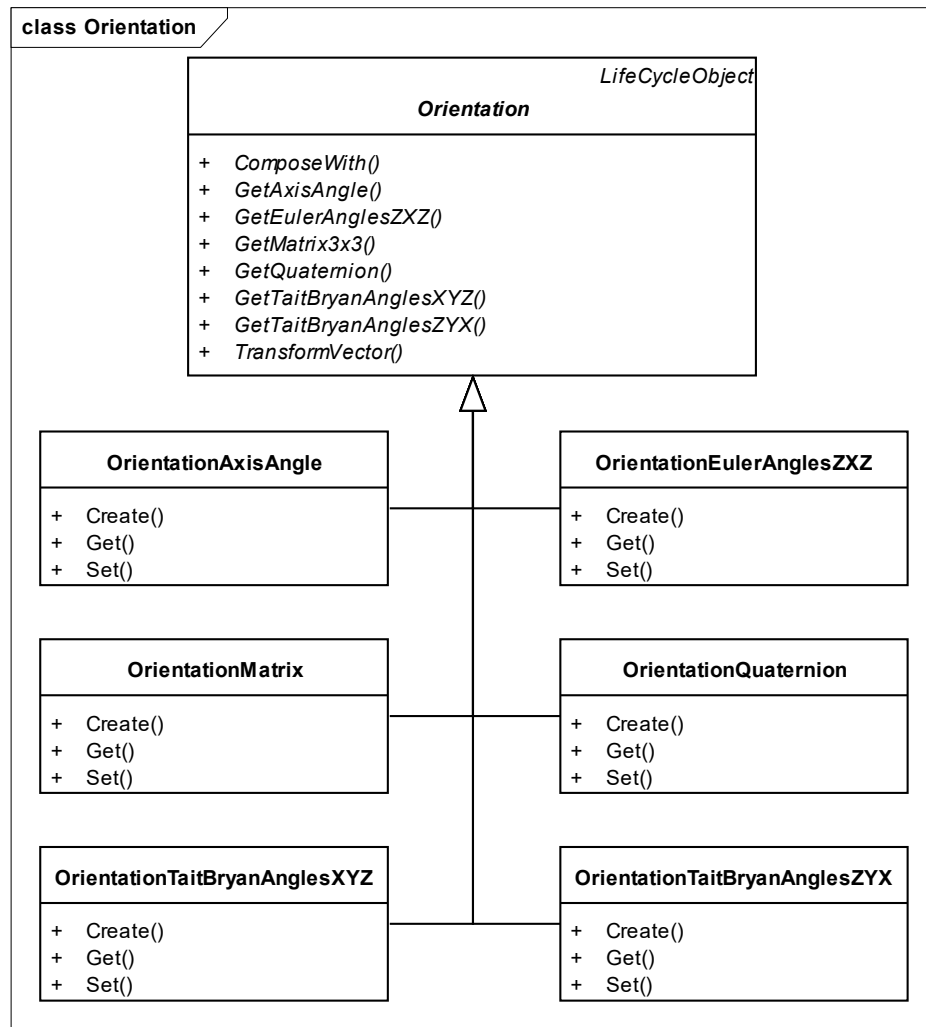 class Orientation
LifeCycleObject
Orientation
+ ComposeWith()
+ GetAxisAngle()
+ GetEulerAnglesZXZ()
+ GetMatrix3x3()
+ GetQuaternion()
+ GetTaitBryanAnglesXYZ()
+ GetTaitBryanAnglesZYX()
+ TransformVector()
OrientationAxisAngle
+ Create()
+ Get()
+ Set()
OrientationEulerAnglesZXZ
+ Create()
+ Get()
+ Set()
OrientationMatrix
+ Create()
+ Get()
+ Set()
OrientationQuaternion
+ Create()
+ Get()
+ Set()
OrientationTaitBryanAnglesXYZ
+ Create()
+ Get()
+ Set()
OrientationTaitBryanAnglesZYX
+ Create()
+ Get()
+ Set()